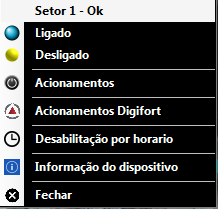 Setor 1 - Ok
Ligado
Desligado
Acionamentos
Acionamentos Digifort
Desabilitação por horario
Informação do dispositivo
Fechar